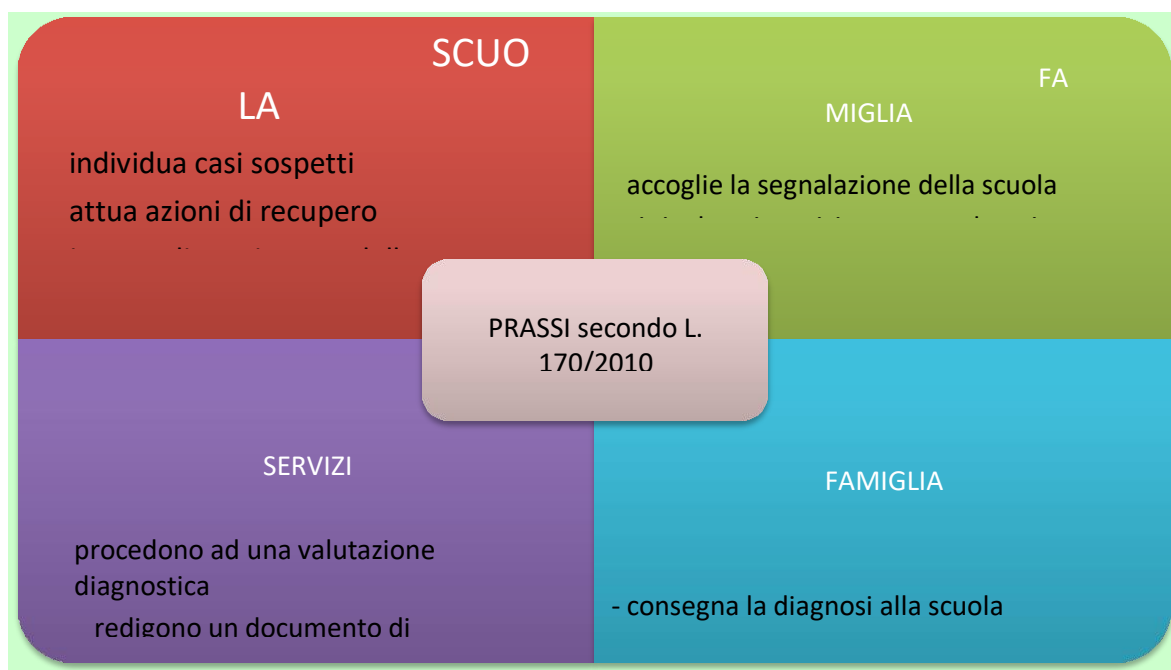 SCUO
LA
individua casi sospetti
attua azioni di recupero
FA
MIGLIA
accoglie la segnalazione della scuola
PRASSI secondo L.
170/2010
SERVIZI
procedono ad una valutazione
diagnostica
redigono un documento di
FAMIGLIA
- consegna la diagnosi alla scuola